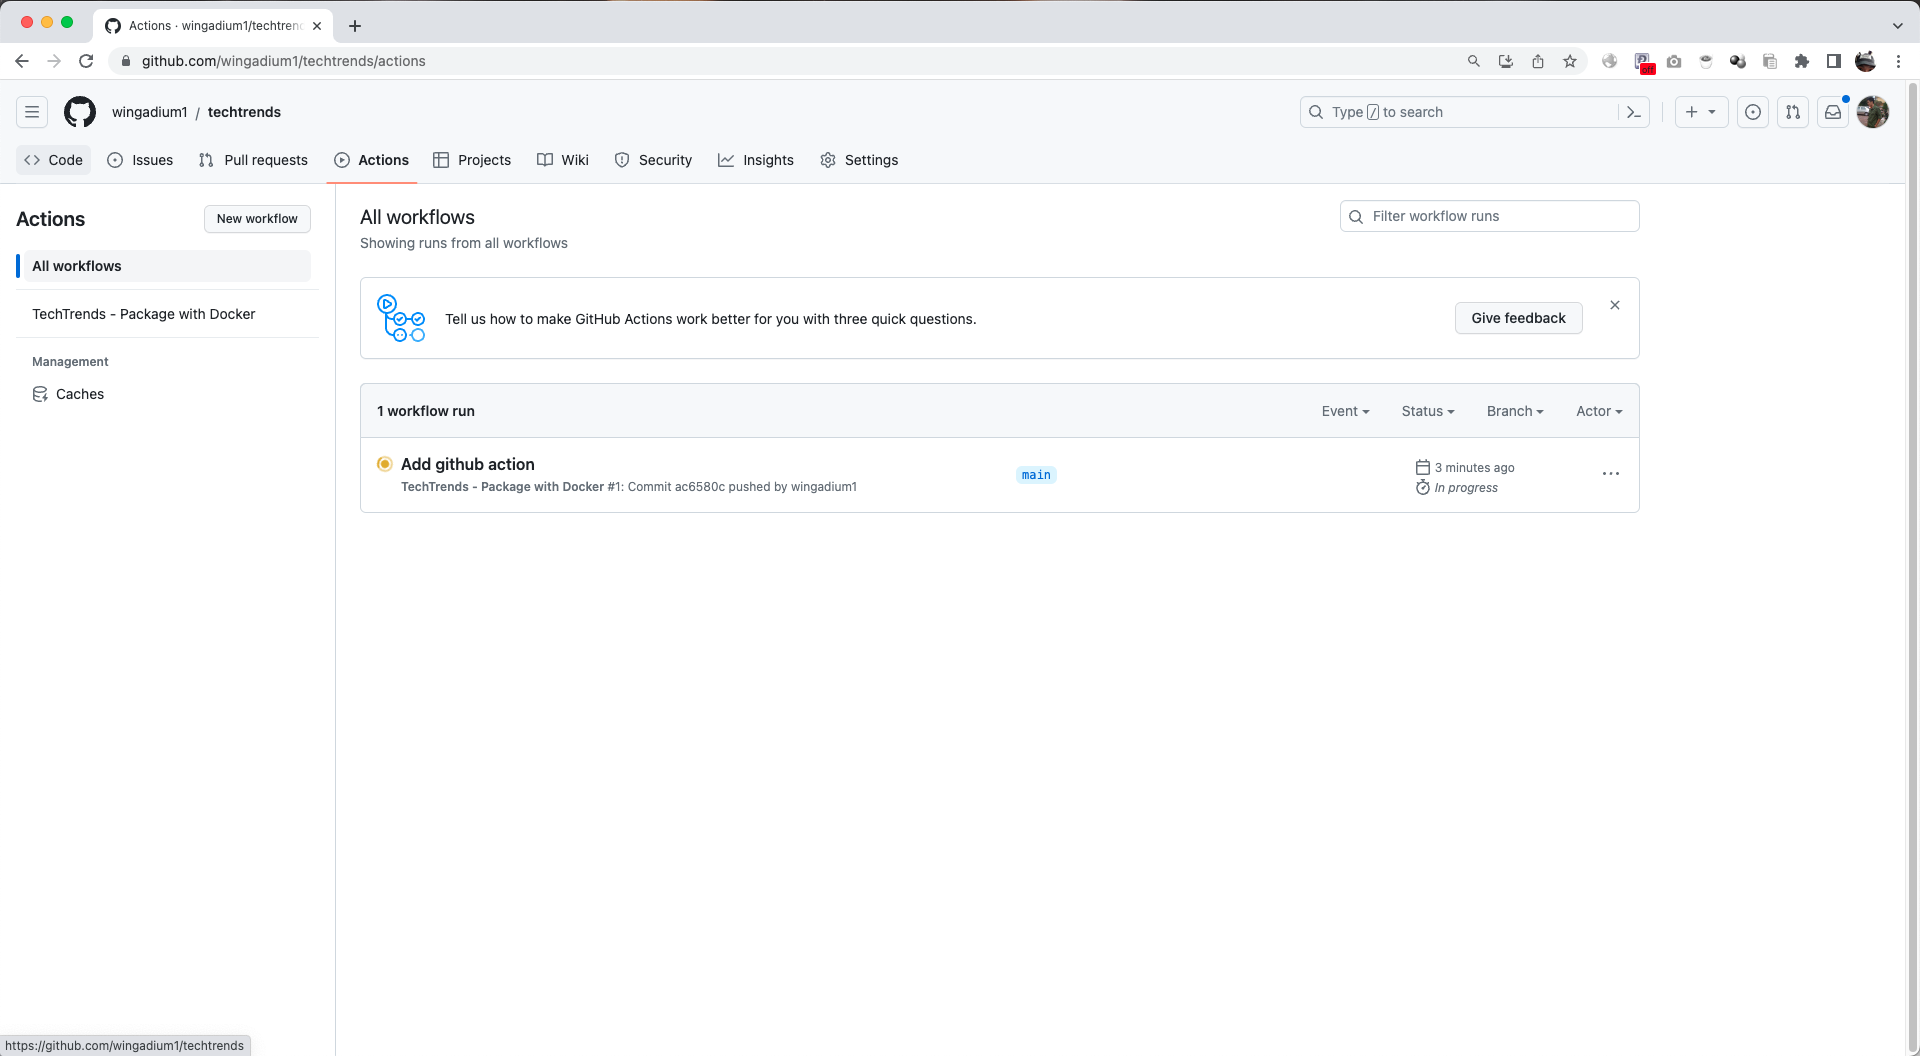 Actions · wingadium1/techtrend
github.com/wingadium1/techtrends/actions
off
wingadium1 / techtrends
Type / to search
Code
Issues
Pull requests
Actions
Projects
Wiki
Security
Insights
Settings
Actions
New workflow
All workflows
TechTrends - Package with Docker
Management
Caches
All workflows
Showing runs from all workflows
Filter workflow runs
Tell us how to make GitHub Actions work better for you with three quick questions.
Give feedback
1 workflow run
Event
Status
Branch
Actor
Add github action
TechTrends - Package with Docker #1: Commit ac6580c pushed by wingadium1
main
3 minutes ago
In progress
https://github.com/wingadium1/techtrends